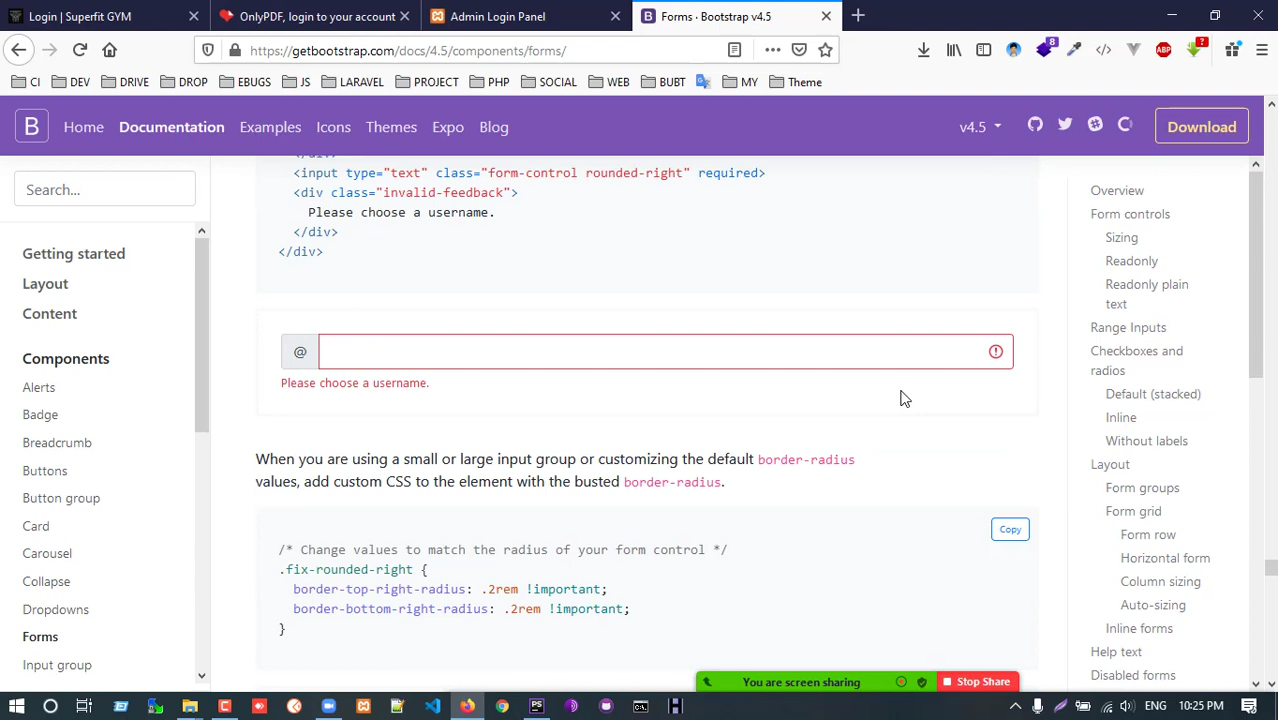 Login | Superfit GYM
OnlyPDF, login to your account
Admin Login Panel
Forms · Bootstrap v4.5
https://getbootstrap.com/docs/4.5/components/forms/
8
ABP
?
CI DEV DRIVE DROP EBUGS JS LARAVEL PROJECT PHP SOCIAL WEB BUBT MY Theme
B Home Documentation Examples Icons Themes Expo Blog v4.5 Download
Search...
Getting started
Layout
Content
Components
Alerts
Badge
Breadcrumb
Buttons
Button group
Card
Carousel
Collapse
Dropdowns
Forms
Input group
</div>
<input type="text" class="form-control rounded-right" required>
<div class="invalid-feedback">
Please choose a username.
</div>
</div>
@
Please choose a username.
When you are using a small or large input group or customizing the default border-radius
values, add custom CSS to the element with the busted border-radius.
Copy
/* Change values to match the radius of your form control */
.fix-rounded-right {
border-top-right-radius: .2rem !important;
border-bottom-right-radius: .2rem !important;
}
Overview
Form controls
Sizing
Readonly
Readonly plain
text
Range Inputs
Checkboxes and
radios
Default (stacked)
Inline
Without labels
Layout
Form groups
Form grid
Form row
Horizontal form
Column sizing
Auto-sizing
Inline forms
Help text
Disabled forms
You are screen sharing
Stop Share
ENG 10:25 PM